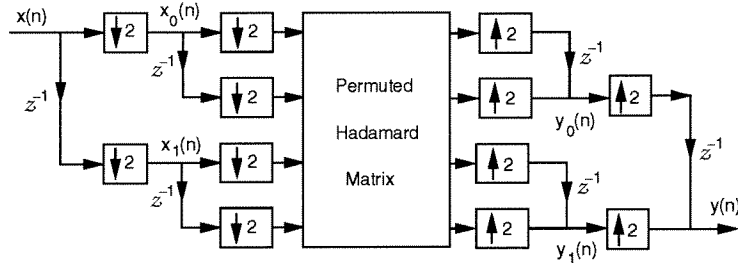 x(n)
↓2
x₀(n)
↓2
↑2
z⁻¹
z⁻¹
z⁻¹
↓2
Permuted
↑2
↑2
y₀(n)
Hadamard
x₁(n)
↓2
↓2
Matrix
↑2
z⁻¹
z⁻¹
z⁻¹
↓2
↑2
↑2
y(n)
y₁(n)